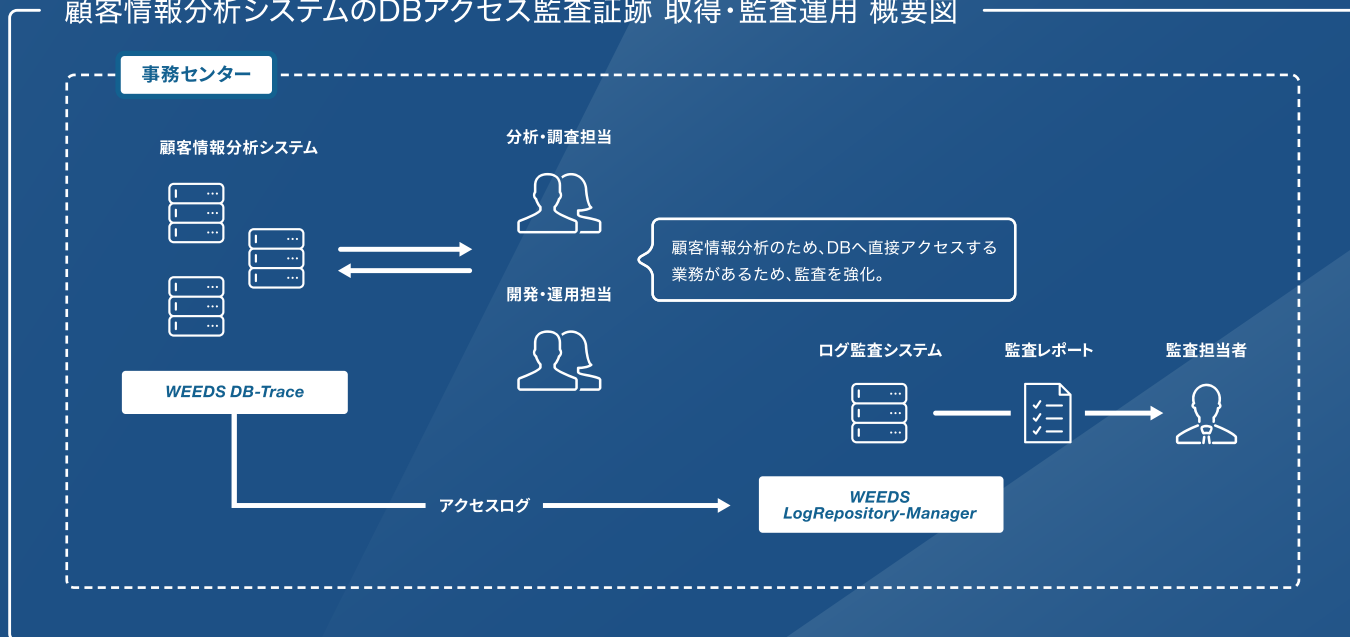 顧客情報分析システムのDBアクセス監査証跡 取得・監査運用 概要図
事務センター
顧客情報分析システム
分析・調査担当
顧客情報分析のため、DBへ直接アクセスする
業務があるため、監査を強化。
開発・運用担当
ログ監査システム
監査レポート
監査担当者
WEEDS DB-Trace
アクセスログ
WEEDS
LogRepository-Manager